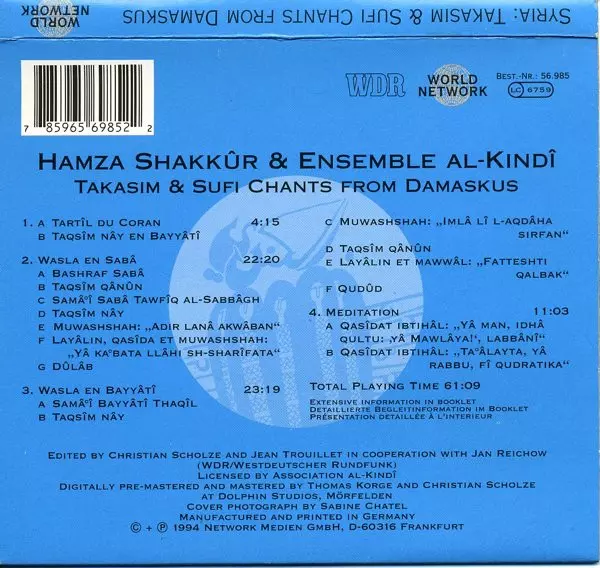 SYRIA: TAKASIM & SUFI CHANTS FROM DAMASKUS
WORLD
NETWORK
WORLD
NETWORK
7 85965 69852 2
WDR
WORLD
NETWORK
BEST.-NR.: 56.985
LC 6759
HAMZA SHAKKÛR & ENSEMBLE AL-KINDÎ
TAKASIM & SUFI CHANTS FROM DAMASKUS
1. A TARTÎL DU CORAN 4:15
B TAQSÎM NÂY EN BAYYÂTÎ
2. WASLA EN SABÂ 22:20
A BASHRAF SABÂ
B TAQÎM QÂNÛN
C SAMÂ°Î SABÂ TAWFÎQ AL-SABBÂGH
D TAQSÎM NÂY
E MUWASHSHAH: „ADIR LANÂ AKWÂBAN“
F LAYÂLIN, QASÎDA ET MUWASHSHAH:
„YÂ KA°BATA LLÂHI SH-SHARÎFATA“
G DÛLÂB
3. WASLA EN BAYYÂTÎ 23:19
A SAMÂ°Î BAYYÂTÎ THAQÎL
B TAQSÎM NÂY
C MUWASHSHAH: „IMLÂ LÎ L-AQDÂHA
SIRFAN“
D TAQSÎM QÂNÛN
E LAYÂLIN ET MAWWÂL: „FATTESHTI
QALBAK“
F QUDÛD
4. MEDITATION 11:03
A QASÎDAT IBTIHÂL: „YÂ MAN, IDHÂ
QULTU: ‚YÂ MAWLÂYA!‘, LABBÂNÎ“
B QASÎDAT IBTIHÂL: „TA°ÂLAYTA, YÂ
RABBU, FÎ QUDRATIKA“
TOTAL PLAYING TIME 61:09
EXTENSIVE INFORMATION IN BOOKLET
DETAILLIERTE BEGLEITINFORMATION IM BOOKLET
PRÉSENTATION DETAILLÉE À L'INTERIEUR
EDITED BY CHRISTIAN SCHOLZE AND JEAN TROUILLET IN COOPERATION WITH JAN REICHOW
(WDR/WESTDEUTSCHER RUNDFUNK)
LICENSED BY ASSOCIATION AL-KINDÎ
DIGITALLY PRE-MASTERED AND MASTERED BY THOMAS KORGE AND CHRISTIAN SCHOLZE
AT DOLPHIN STUDIOS, MÖRFELDEN
COVER PHOTOGRAPH BY SABINE CHATEL
MANUFACTURED AND PRINTED IN GERMANY
© + ℗ 1994 NETWORK MEDIEN GMBH, D-60316 FRANKFURT